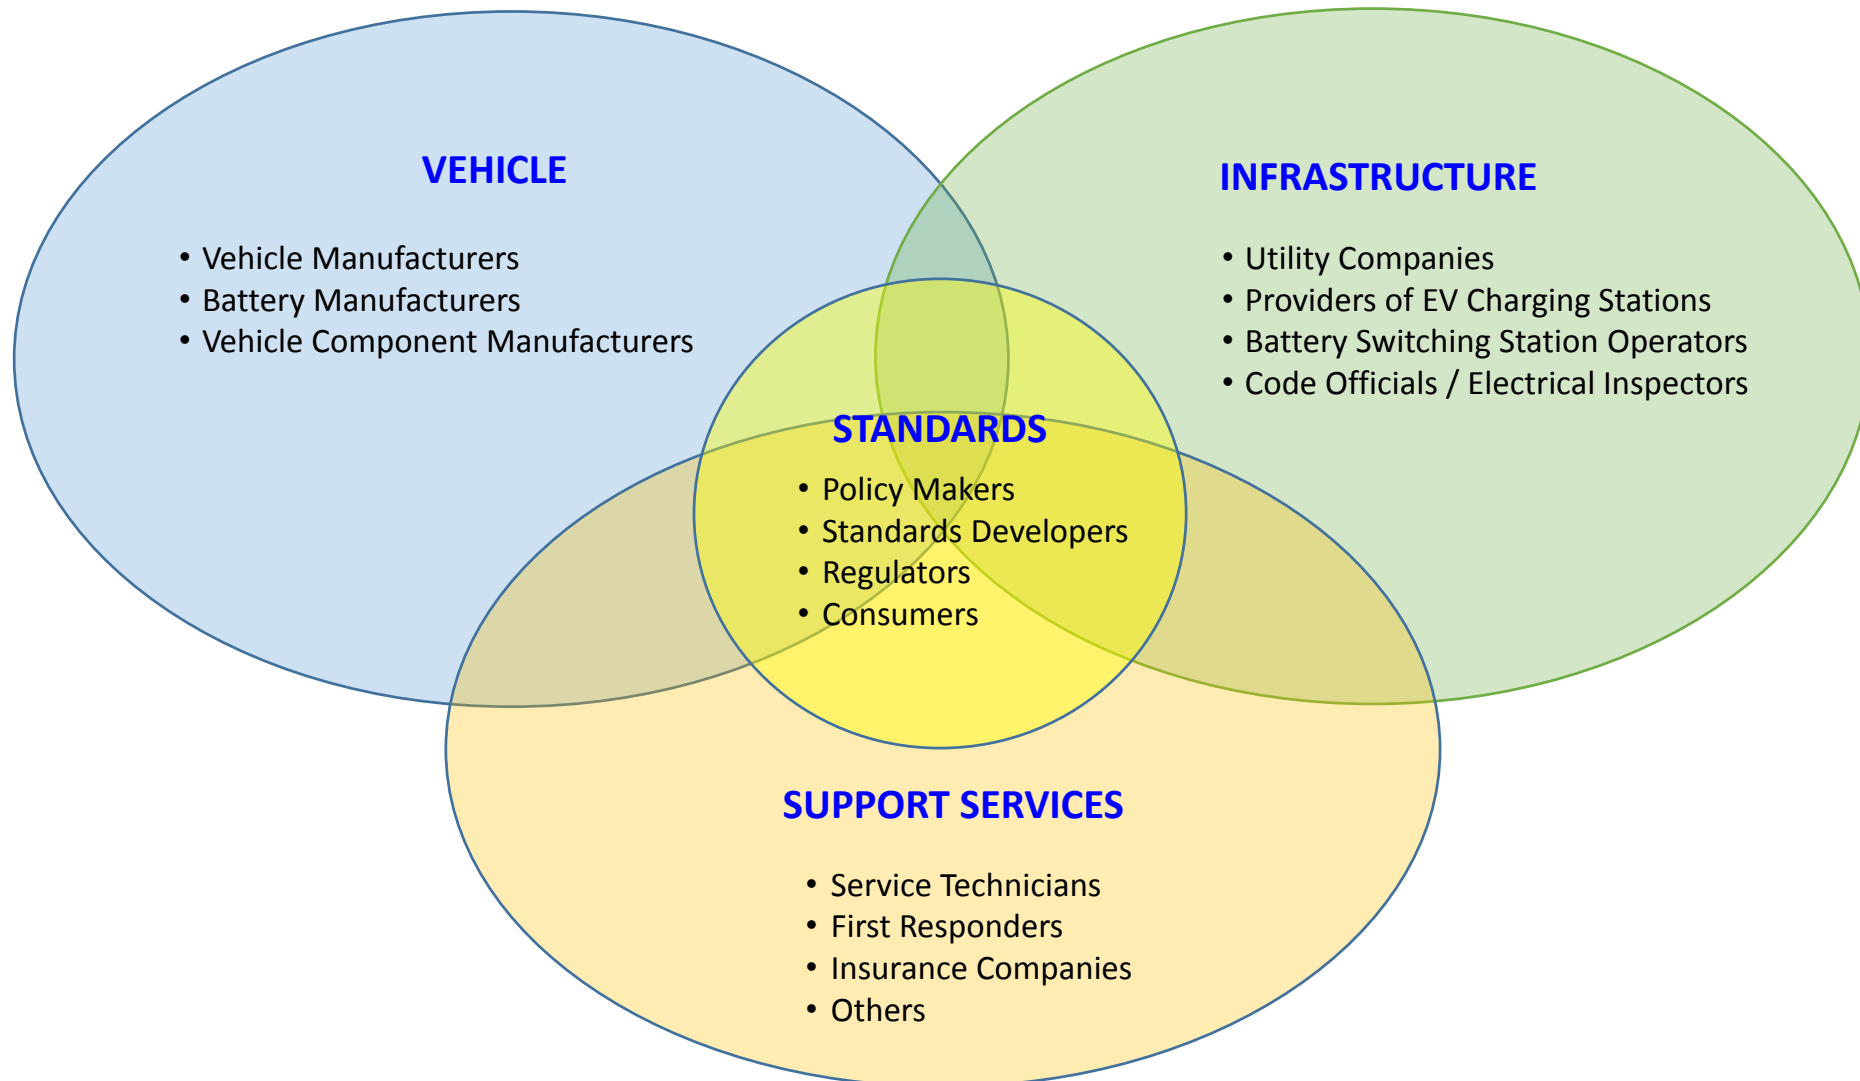 VEHICLE
• Vehicle Manufacturers
• Battery Manufacturers
• Vehicle Component Manufacturers
INFRASTRUCTURE
• Utility Companies
• Providers of EV Charging Stations
• Battery Switching Station Operators
• Code Officials / Electrical Inspectors
STANDARDS
• Policy Makers
• Standards Developers
• Regulators
• Consumers
SUPPORT SERVICES
• Service Technicians
• First Responders
• Insurance Companies
• Others